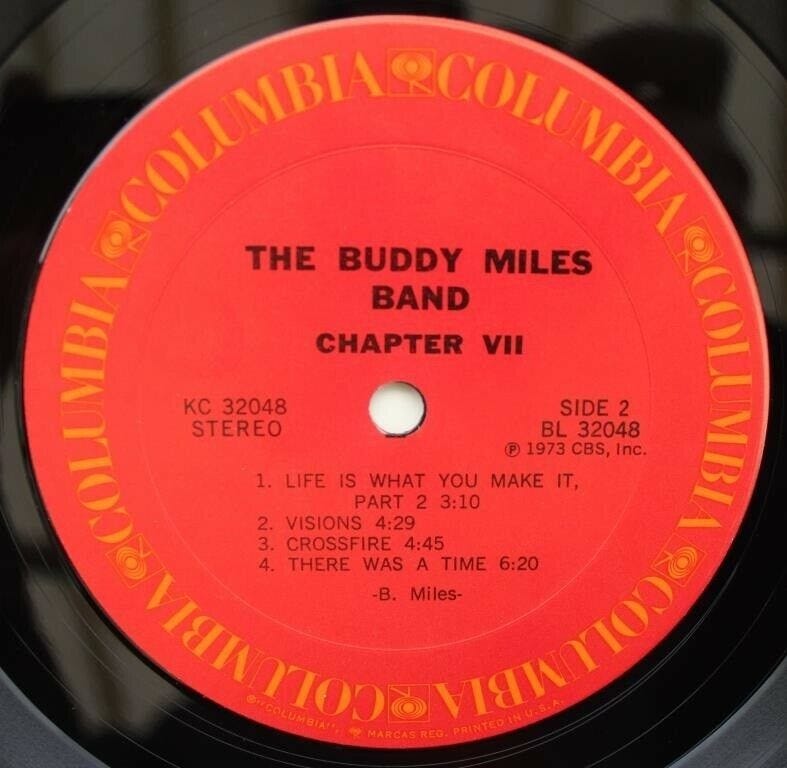 COLUMBIA COLUMBIA COLUMBIA COLUMBIA COLUMBIA COLUMBIA COLUMBIA
THE BUDDY MILES
BAND
CHAPTER VII
KC 32048
STEREO
SIDE 2
BL 32048
℗ 1973 CBS, Inc.
1. LIFE IS WHAT YOU MAKE IT,
PART 2 3:10
2. VISIONS 4:29
3. CROSSFIRE 4:45
4. THERE WAS A TIME 6:20
-B. Miles-
®"COLUMBIA", MARCAS REG. PRINTED IN U.S.A.